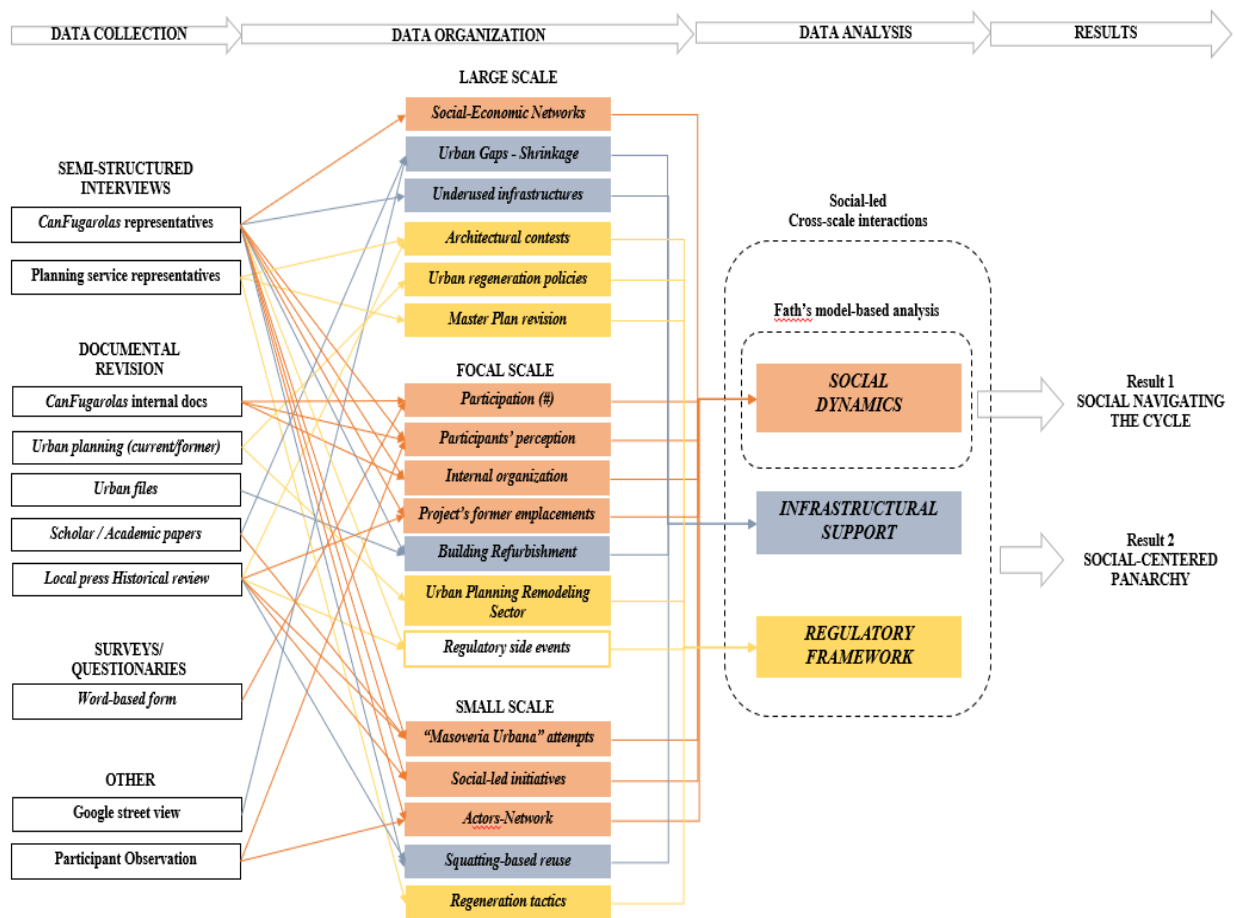 DATA COLLECTION
DATA ORGANIZATION
DATA ANALYSIS
RESULTS
SEMI-STRUCTURED
INTERVIEWS
CanFugarolas representatives
Planning service representatives
DOCUMENTAL
REVISION
CanFugarolas internal docs
Urban planning (current/former)
Urban files
Scholar / Academic papers
Local press Historical review
SURVEYS/
QUESTIONARIES
Word-based form
OTHER
Google street view
Participant Observation
LARGE SCALE
Social-Economic Networks
Urban Gaps - Shrinkage
Underused infrastructures
Architectural contests
Urban regeneration policies
Master Plan revision
FOCAL SCALE
Participation (#)
Participants' perception
Internal organization
Project's former emplacements
Building Refurbishment
Urban Planning Remodeling
Sector
Regulatory side events
SMALL SCALE
“Masoveria Urbana” attempts
Social-led initiatives
Actors-Network
Squatting-based reuse
Regeneration tactics
Social-led
Cross-scale interactions
Fath's model-based analysis
SOCIAL
DYNAMICS
INFRASTRUCTURAL
SUPPORT
REGULATORY
FRAMEWORK
Result 1
SOCIAL NAVIGATING
THE CYCLE
Result 2
SOCIAL-CENTERED
PANARCHY